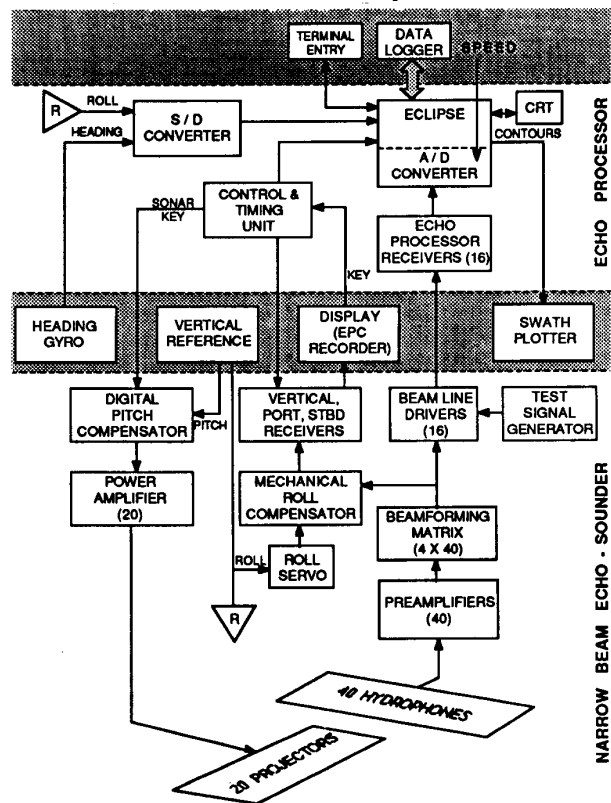 TERMINAL
ENTRY
DATA
LOGGER
SPEED
R
ROLL
HEADING
S / D
CONVERTER
ECLIPSE
A / D
CONVERTER
CRT
CONTOURS
SONAR
KEY
CONTROL &
TIMING
UNIT
ECHO
PROCESSOR
RECEIVERS (16)
KEY
ECHO PROCESSOR
HEADING
GYRO
VERTICAL
REFERENCE
DISPLAY
(EPC
RECORDER)
SWATH
PLOTTER
DIGITAL
PITCH
COMPENSATOR
PITCH
VERTICAL,
PORT, STBD
RECEIVERS
BEAM LINE
DRIVERS
(16)
TEST
SIGNAL
GENERATOR
POWER
AMPLIFIER
(20)
MECHANICAL
ROLL
COMPENSATOR
BEAMFORMING
MATRIX
(4 X 40)
ROLL
ROLL
SERVO
PREAMPLIFIERS
(40)
R
40 HYDROPHONES
20 PROJECTORS
NARROW BEAM ECHO - SOUNDER